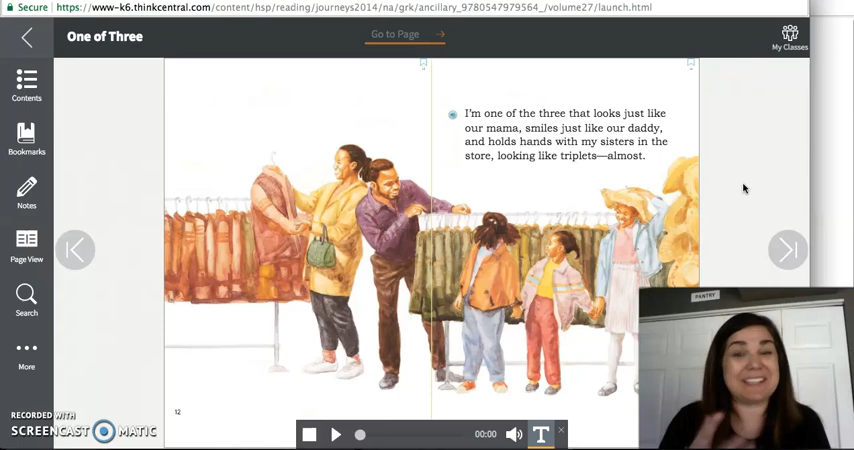 Secure | https://www-k6.thinkcentral.com/content/hsp/reading/journeys2014/na/grk/ancillary_9780547979564_/volume27/launch.html
One of Three
Go to Page
My Classes
Contents
Bookmarks
Notes
Page View
Search
More
I'm one of the three that looks just like
our mama, smiles just like our daddy,
and holds hands with my sisters in the
store, looking like triplets—almost.
PANTRY
12
RECORDED WITH
SCREENCAST MATIC
00:00
T